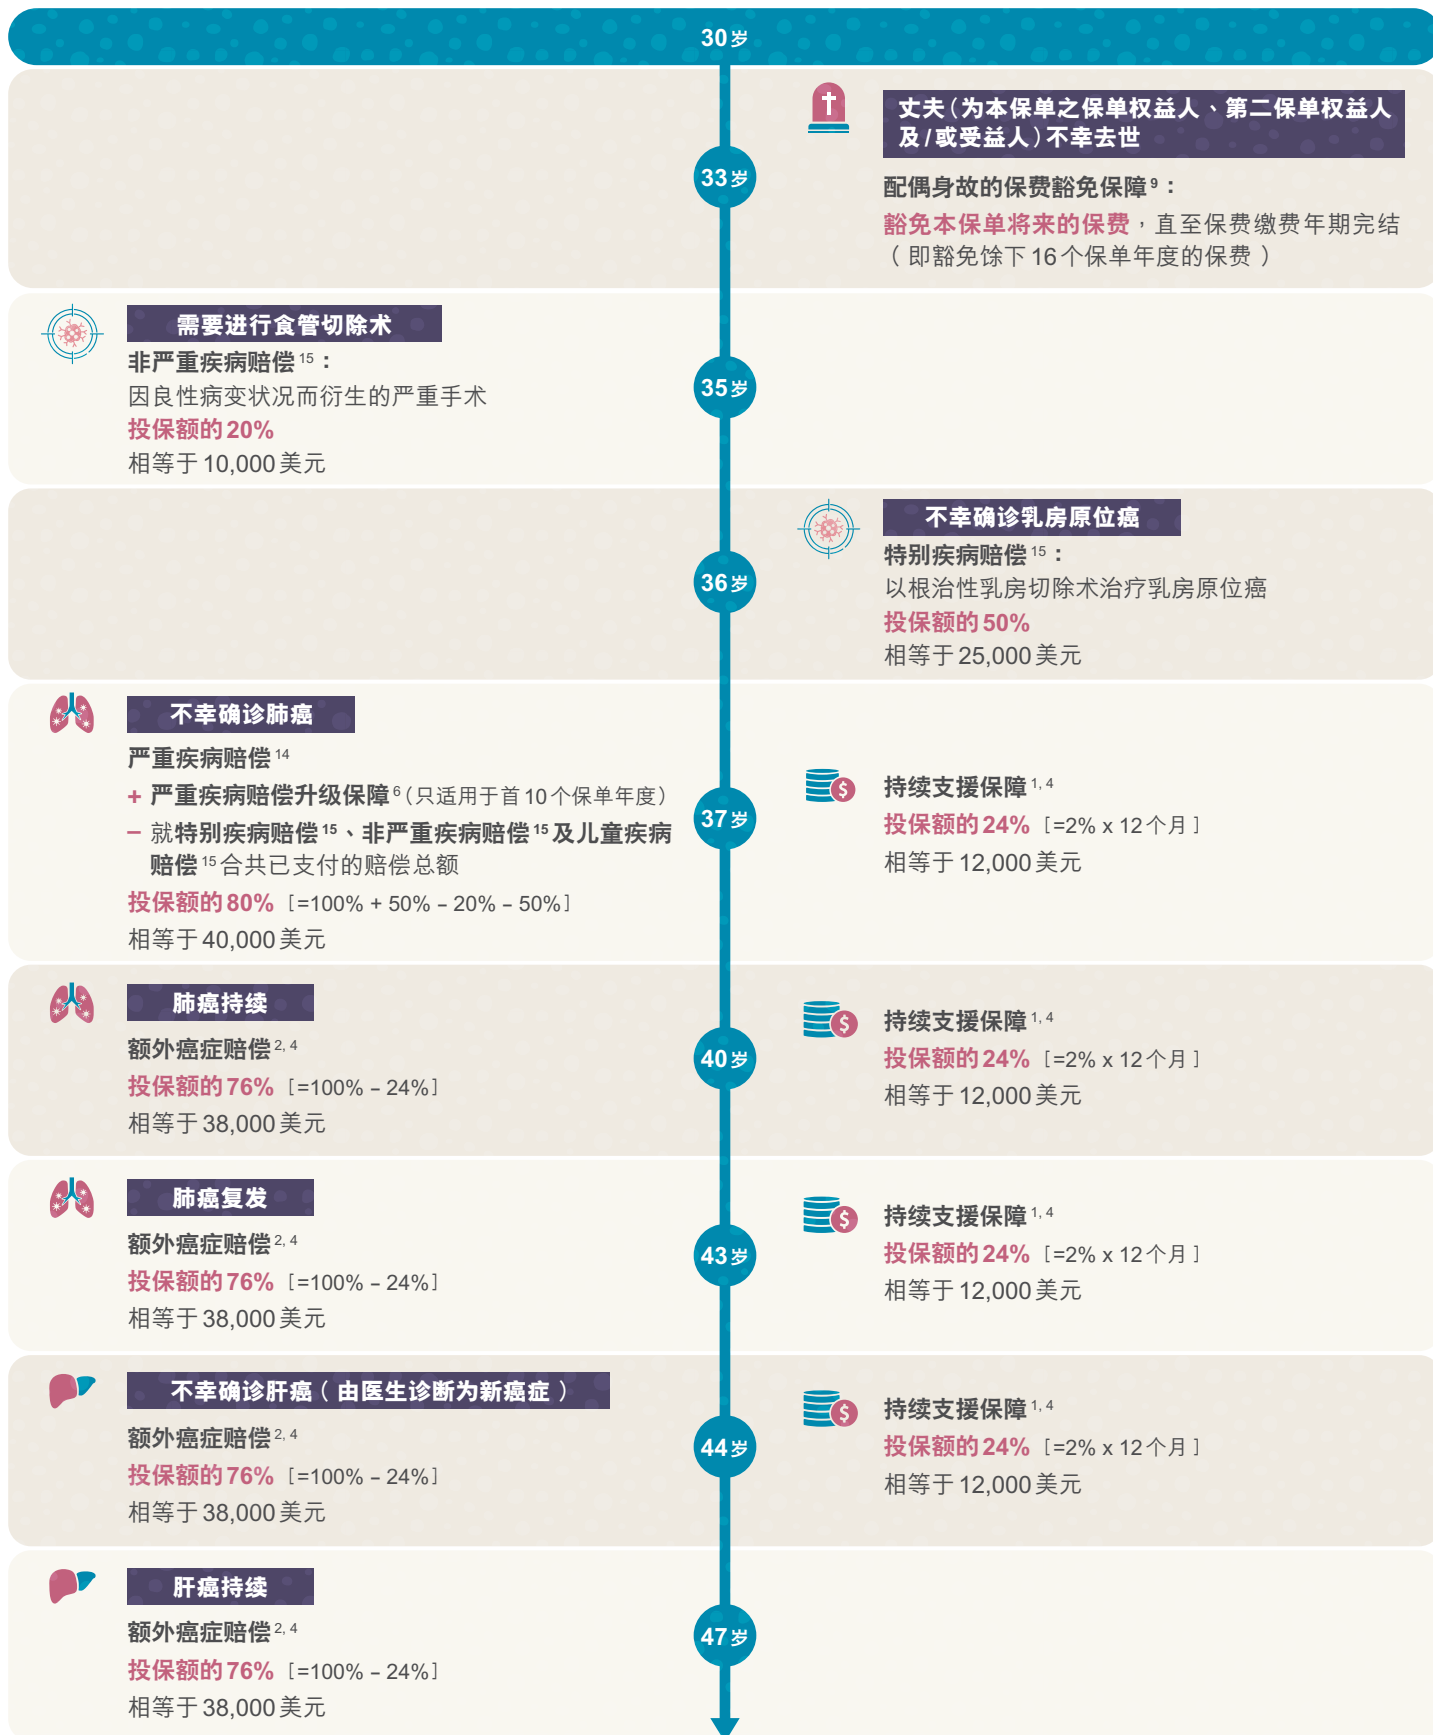 30岁
丈夫（为本保单之保单权益人、第二保单权益人
及/或受益人）不幸去世
33岁
配偶身故的保费豁免保障9：
豁免本保单将来的保费，直至保费缴费年期完结
（即豁免馀下16个保单年度的保费）
需要进行食管切除术
非严重疾病赔偿15：
因良性病变状况而衍生的严重手术
投保额的20%
相等于10,000美元
35岁
不幸确诊乳房原位癌
特别疾病赔偿15：
以根治性乳房切除术治疗乳房原位癌
投保额的50%
相等于25,000美元
36岁
不幸确诊肺癌
严重疾病赔偿14
+ 严重疾病赔偿升级保障6（只适用于首10个保单年度）
– 就特别疾病赔偿15、非严重疾病赔偿15及儿童疾病
赔偿15合共已支付的赔偿总额
投保额的80% [=100% + 50% – 20% – 50%]
相等于40,000美元
37岁
持续支援保障1, 4
投保额的24% [=2% x 12个月]
相等于12,000美元
肺癌持续
额外癌症赔偿2, 4
投保额的76% [=100% – 24%]
相等于38,000美元
40岁
持续支援保障1, 4
投保额的24% [=2% x 12个月]
相等于12,000美元
肺癌复发
额外癌症赔偿2, 4
投保额的76% [=100% – 24%]
相等于38,000美元
43岁
持续支援保障1, 4
投保额的24% [=2% x 12个月]
相等于12,000美元
不幸确诊肝癌（由医生诊断为新癌症）
额外癌症赔偿2, 4
投保额的76% [=100% – 24%]
相等于38,000美元
44岁
持续支援保障1, 4
投保额的24% [=2% x 12个月]
相等于12,000美元
肝癌持续
额外癌症赔偿2, 4
投保额的76% [=100% – 24%]
相等于38,000美元
47岁